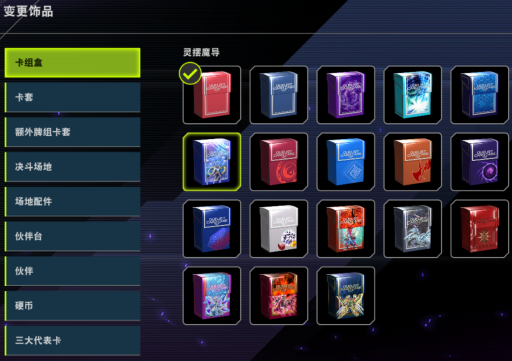 变更饰品
卡组盒
卡套
额外牌组卡套
决斗场地
场地配件
伙伴台
伙伴
硬币
三大代表卡
灵摆魔导